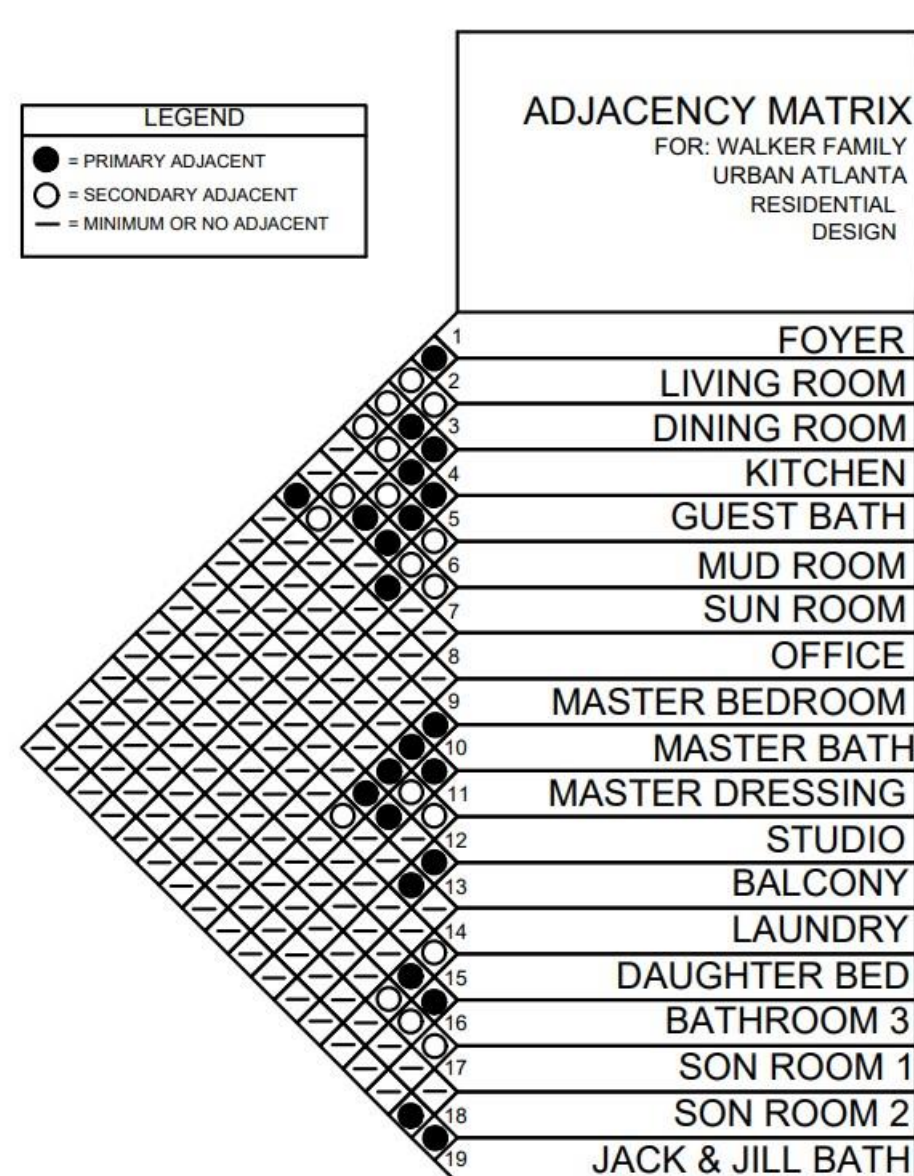 LEGEND
= PRIMARY ADJACENT
= SECONDARY ADJACENT
= MINIMUM OR NO ADJACENT
ADJACENCY MATRIX
FOR: WALKER FAMILY
URBAN ATLANTA
RESIDENTIAL
DESIGN
1 FOYER
2 LIVING ROOM
3 DINING ROOM
4 KITCHEN
5 GUEST BATH
6 MUD ROOM
7 SUN ROOM
8 OFFICE
9 MASTER BEDROOM
10 MASTER BATH
11 MASTER DRESSING
12 STUDIO
13 BALCONY
14 LAUNDRY
15 DAUGHTER BED
16 BATHROOM 3
17 SON ROOM 1
18 SON ROOM 2
19 JACK & JILL BATH